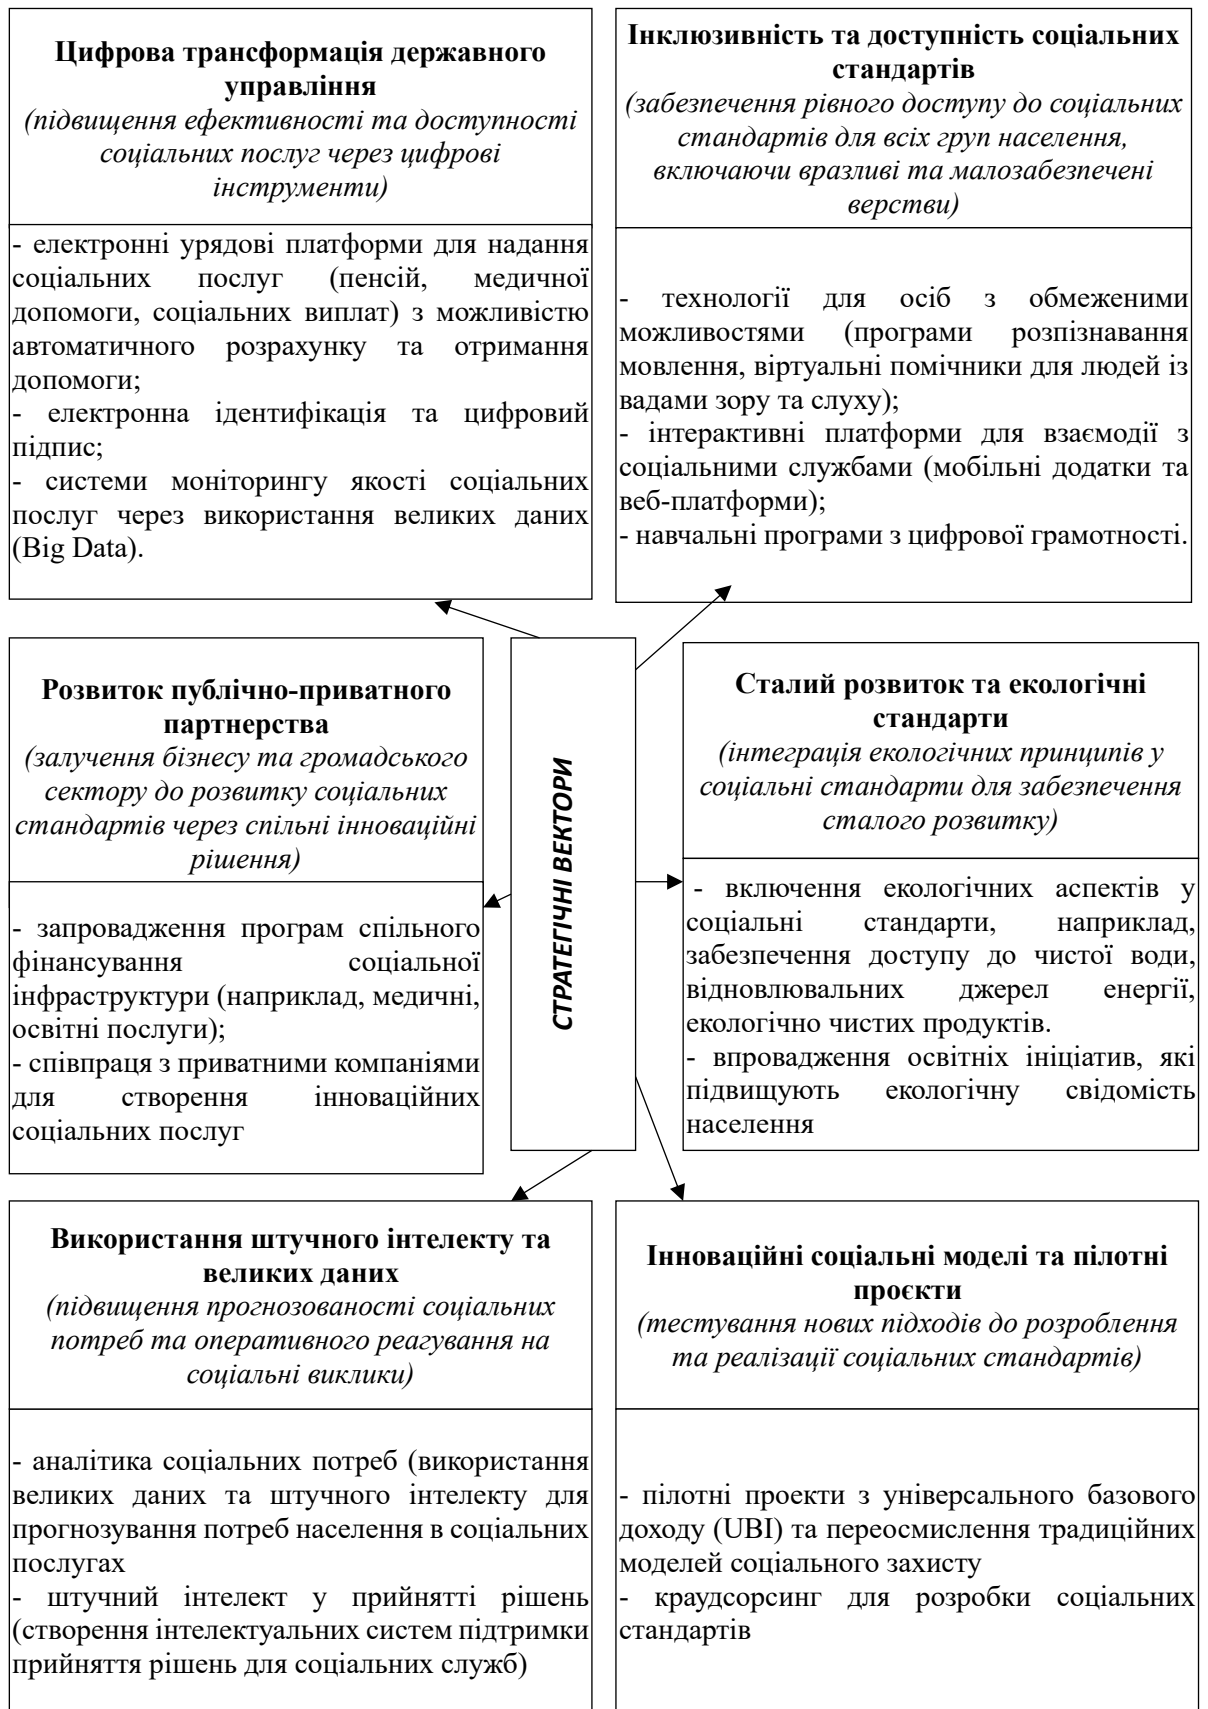 Цифрова трансформація державного
управління
(підвищення ефективності та доступності
соціальних послуг через цифрові
інструменти)
- електронні урядові платформи для надання
соціальних послуг (пенсій, медичної
допомоги, соціальних виплат) з можливістю
автоматичного розрахунку та отримання
допомоги;
- електронна ідентифікація та цифровий
підпис;
- системи моніторингу якості соціальних
послуг через використання великих даних
(Big Data).
Інклюзивність та доступність соціальних
стандартів
(забезпечення рівного доступу до соціальних
стандартів для всіх груп населення,
включаючи вразливі та малозабезпечені
верстви)
- технології для осіб з обмеженими
можливостями (програми розпізнавання
мовлення, віртуальні помічники для людей із
вадами зору та слуху);
- інтерактивні платформи для взаємодії з
соціальними службами (мобільні додатки та
веб-платформи);
- навчальні програми з цифрової грамотності.
Розвиток публічно-приватного
партнерства
(залучення бізнесу та громадського
сектору до розвитку соціальних
стандартів через спільні інноваційні
рішення)
- запровадження програм спільного
фінансування соціальної
інфраструктури (наприклад, медичні,
освітні послуги);
- співпраця з приватними компаніями
для створення інноваційних
соціальних послуг
СТРАТЕГІЧНІ ВЕКТОРИ
Сталий розвиток та екологічні
стандарти
(інтеграція екологічних принципів у
соціальні стандарти для забезпечення
сталого розвитку)
- включення екологічних аспектів у
соціальні стандарти, наприклад,
забезпечення доступу до чистої води,
відновлювальних джерел енергії,
екологічно чистих продуктів.
- впровадження освітніх ініціатив, які
підвищують екологічну свідомість
населення
Використання штучного інтелекту та
великих даних
(підвищення прогнозованості соціальних
потреб та оперативного реагування на
соціальні виклики)
- аналітика соціальних потреб (використання
великих даних та штучного інтелекту для
прогнозування потреб населення в соціальних
послугах
- штучний інтелект у прийнятті рішень
(створення інтелектуальних систем підтримки
прийняття рішень для соціальних служб)
Інноваційні соціальні моделі та пілотні
проєкти
(тестування нових підходів до розроблення
та реалізації соціальних стандартів)
- пілотні проекти з універсального базового
доходу (UBI) та переосмислення традиційних
моделей соціального захисту
- краудсорсинг для розробки соціальних
стандартів